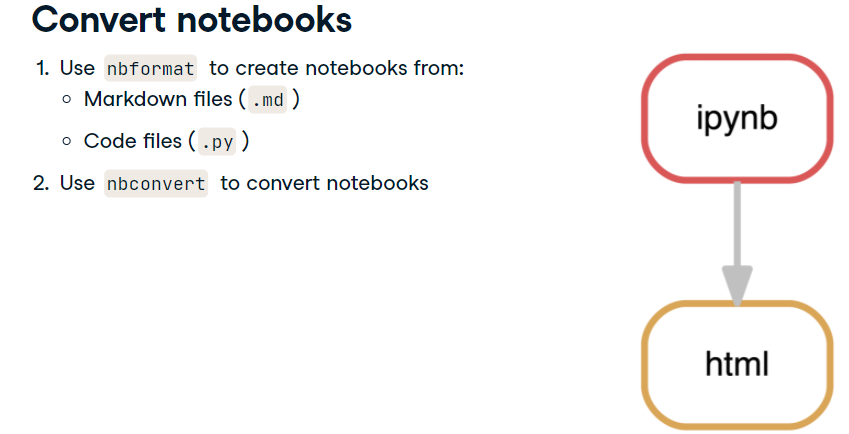 Convert notebooks
1. Use nbformat to create notebooks from:
○ Markdown files ( .md )
○ Code files ( .py )
2. Use nbconvert to convert notebooks
ipynb
html